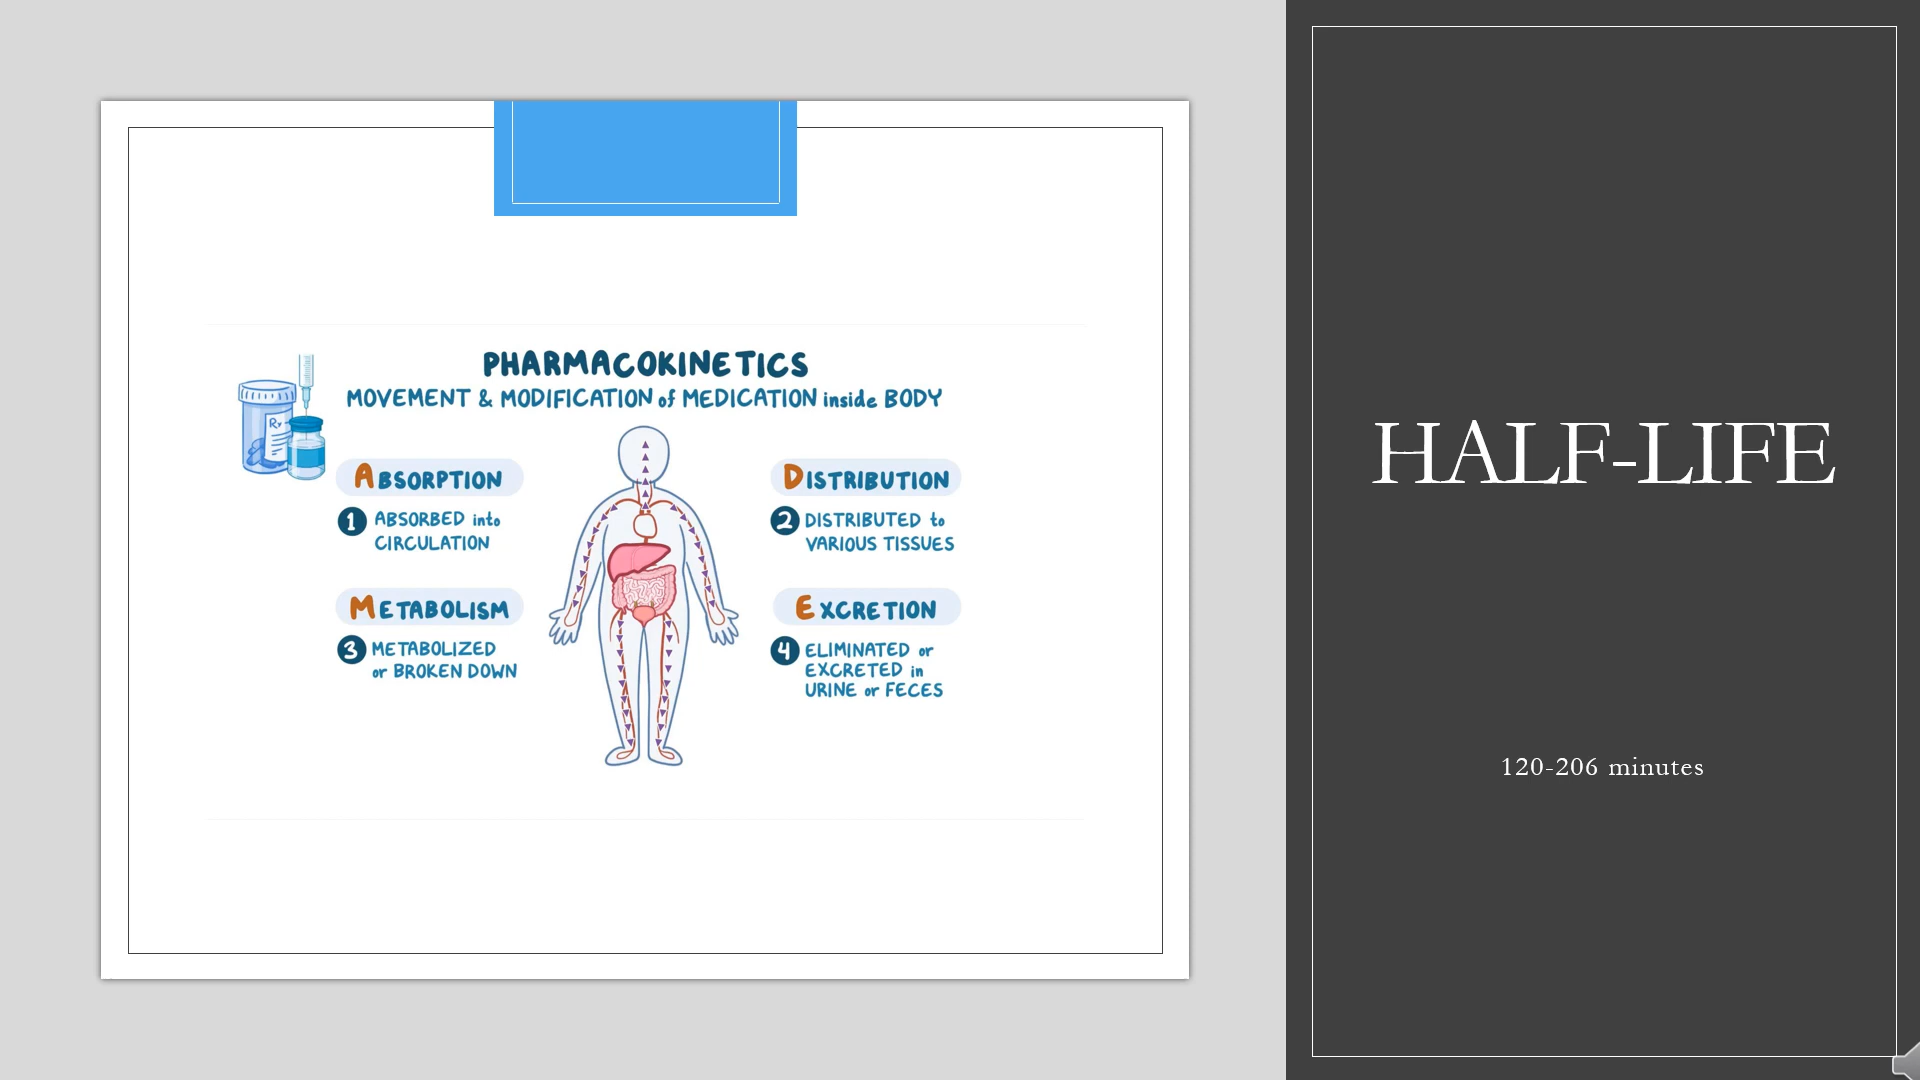 PHARMACOKINETICS
MOVEMENT & MODIFICATION of MEDICATION inside BODY
Rx
ABSORPTION
1 ABSORBED into
CIRCULATION
DISTRIBUTION
2 DISTRIBUTED to
VARIOUS TISSUES
METABOLISM
3 METABOLIZED
or BROKEN DOWN
EXCRETION
4 ELIMINATED or
EXCRETED in
URINE or FECES
HALF-LIFE
120-206 minutes